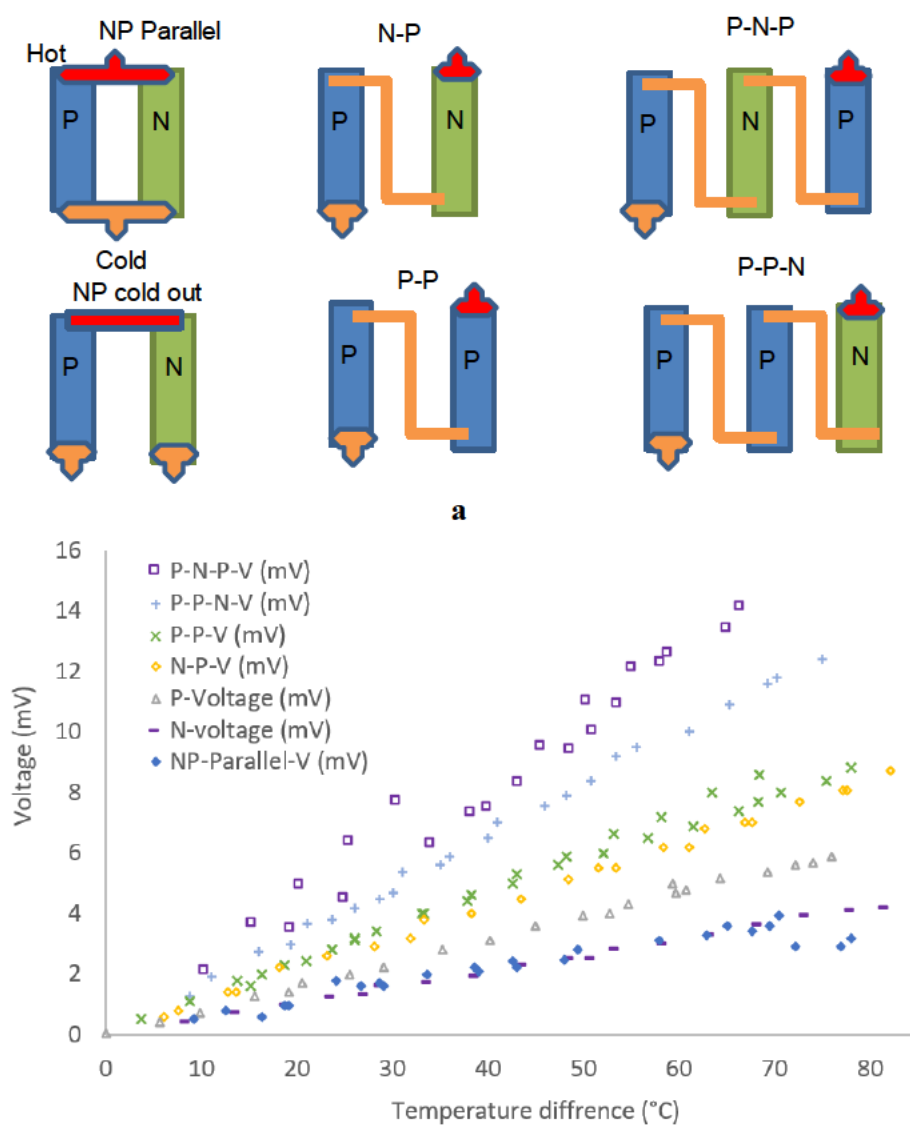 NP Parallel
N-P
P-N-P
Hot
P
N
P
N
P
N
P
Cold
NP cold out
P-P
P-P-N
P
N
P
P
P
P
N
a
16
14
12
10
8
6
4
2
0
Voltage (mV)
P-N-P-V (mV)
P-P-N-V (mV)
P-P-V (mV)
N-P-V (mV)
P-Voltage (mV)
N-voltage (mV)
NP-Parallel-V (mV)
0 10 20 30 40 50 60 70 80
Temperature diffrence (°C)